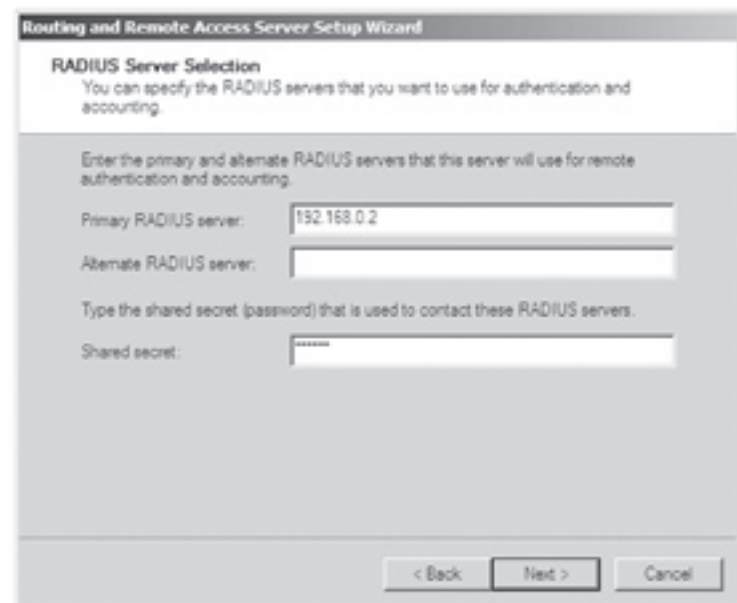 Routing and Remote Access Server Setup Wizard
RADIUS Server Selection
You can specify the RADIUS servers that you want to use for authentication and
accounting.
Enter the primary and alternate RADIUS servers that this server will use for remote
authentication and accounting.
Primary RADIUS server: 192.168.0.2
Alternate RADIUS server:
Type the shared secret (password) that is used to contact these RADIUS servers.
Shared secret: •••••••
< Back Next > Cancel